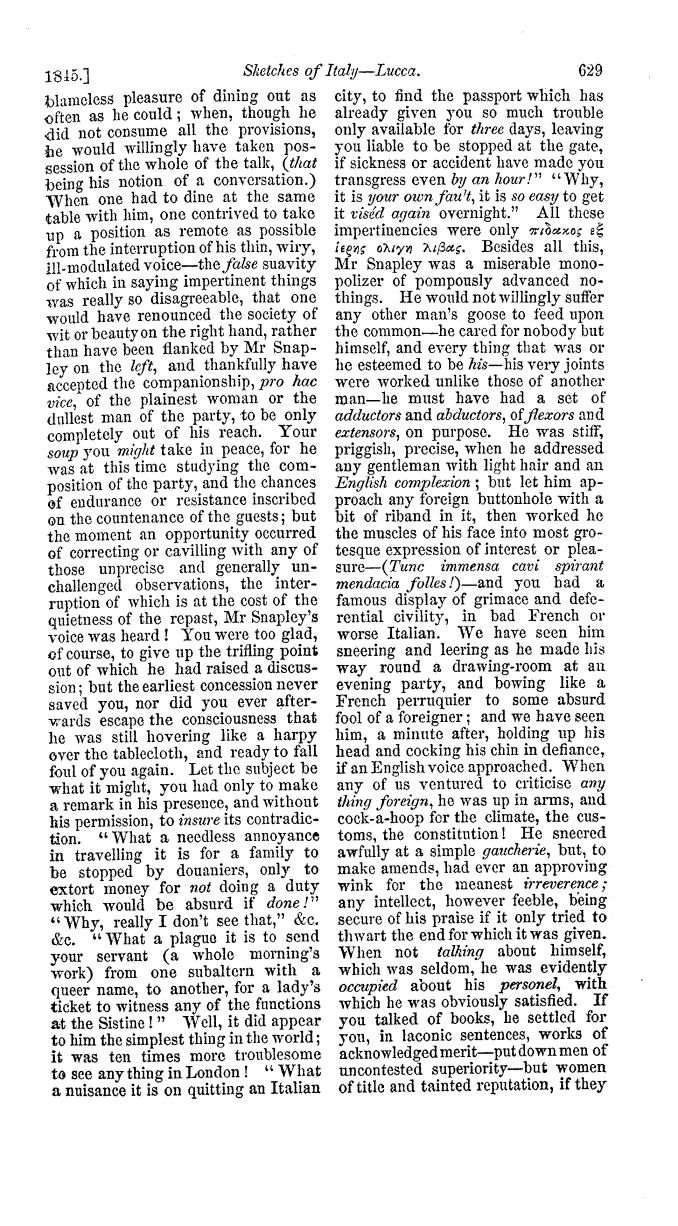 1845.] Sketches of Italy—Lucca. 629
blameless pleasure of dining out as
often as he could; when, though he
did not consume all the provisions,
he would willingly have taken pos-
session of the whole of the talk, (that
being his notion of a conversation.)
When one had to dine at the same
table with him, one contrived to take
up a position as remote as possible
from the interruption of his thin, wiry,
ill-modulated voice—the false suavity
of which in saying impertinent things
was really so disagreeable, that one
would have renounced the society of
wit or beauty on the right hand, rather
than have been flanked by Mr Snap-
ley on the left, and thankfully have
accepted the companionship, pro hac
vice, of the plainest woman or the
dullest man of the party, to be only
completely out of his reach. Your
soup you might take in peace, for he
was at this time studying the com-
position of the party, and the chances
of endurance or resistance inscribed
on the countenance of the guests; but
the moment an opportunity occurred
of correcting or cavilling with any of
those unprecise and generally un-
challenged observations, the inter-
ruption of which is at the cost of the
quietness of the repast, Mr Snapley's
voice was heard! You were too glad,
of course, to give up the trifling point
out of which he had raised a discus-
sion; but the earliest concession never
saved you, nor did you ever after-
wards escape the consciousness that
he was still hovering like a harpy
over the tablecloth, and ready to fall
foul of you again. Let the subject be
what it might, you had only to make
a remark in his presence, and without
his permission, to insure its contradic-
tion. "What a needless annoyance
in travelling it is for a family to
be stopped by douaniers, only to
extort money for not doing a duty
which would be absurd if done!"
"Why, really I don't see that," &c.
&c. "What a plague it is to send
your servant (a whole morning's
work) from one subaltern with a
queer name, to another, for a lady's
ticket to witness any of the functions
at the Sistine!" Well, it did appear
to him the simplest thing in the world;
it was ten times more troublesome
to see any thing in London! "What
a nuisance it is on quitting an Italian
city, to find the passport which has
already given you so much trouble
only available for three days, leaving
you liable to be stopped at the gate,
if sickness or accident have made you
transgress even by an hour!" "Why,
it is your own fau't, it is so easy to get
it viséd again overnight." All these
impertinencies were only πιδακος εξ
ἱερης ολιγη λιβας. Besides all this,
Mr Snapley was a miserable mono-
polizer of pompously advanced no-
things. He would not willingly suffer
any other man's goose to feed upon
the common—he cared for nobody but
himself, and every thing that was or
he esteemed to be his—his very joints
were worked unlike those of another
man—he must have had a set of
adductors and abductors, of flexors and
extensors, on purpose. He was stiff,
priggish, precise, when he addressed
any gentleman with light hair and an
English complexion; but let him ap-
proach any foreign buttonhole with a
bit of riband in it, then worked he
the muscles of his face into most gro-
tesque expression of interest or plea-
sure—(Tunc immensa cavi spirant
mendacia folles!)—and you had a
famous display of grimace and defe-
rential civility, in bad French or
worse Italian. We have seen him
sneering and leering as he made his
way round a drawing-room at an
evening party, and bowing like a
French perruquier to some absurd
fool of a foreigner; and we have seen
him, a minute after, holding up his
head and cocking his chin in defiance,
if an English voice approached. When
any of us ventured to criticise any
thing foreign, he was up in arms, and
cock-a-hoop for the climate, the cus-
toms, the constitution! He sneered
awfully at a simple gaucherie, but, to
make amends, had ever an approving
wink for the meanest irreverence;
any intellect, however feeble, being
secure of his praise if it only tried to
thwart the end for which it was given.
When not talking about himself,
which was seldom, he was evidently
occupied about his personel, with
which he was obviously satisfied. If
you talked of books, he settled for
you, in laconic sentences, works of
acknowledged merit—put down men of
uncontested superiority—but women
of title and tainted reputation, if they